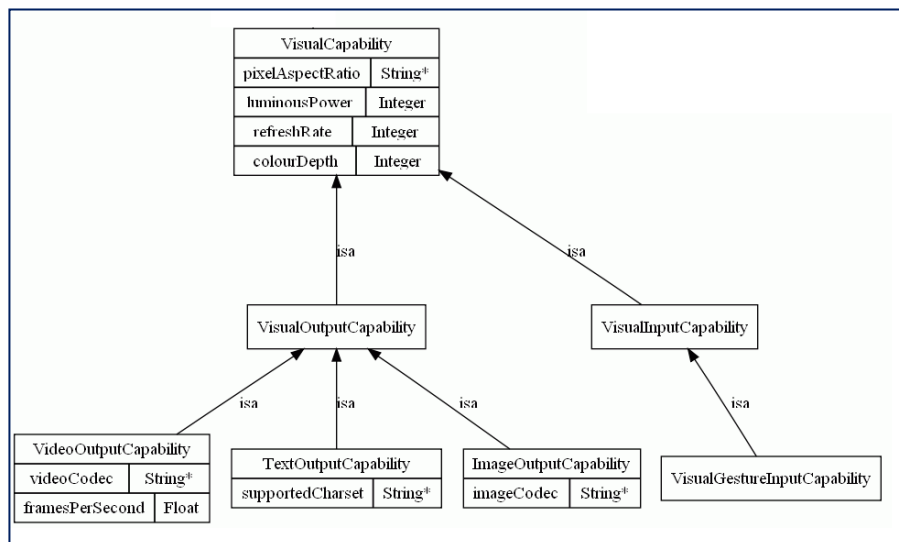 VisualCapability
pixelAspectRatio String*
luminousPower Integer
refreshRate Integer
colourDepth Integer
isa isa
VisualOutputCapability VisualInputCapability
isa isa isa isa
VideoOutputCapability
videoCodec String*
framesPerSecond Float
TextOutputCapability
supportedCharset String*
ImageOutputCapability
imageCodec String*
VisualGestureInputCapability